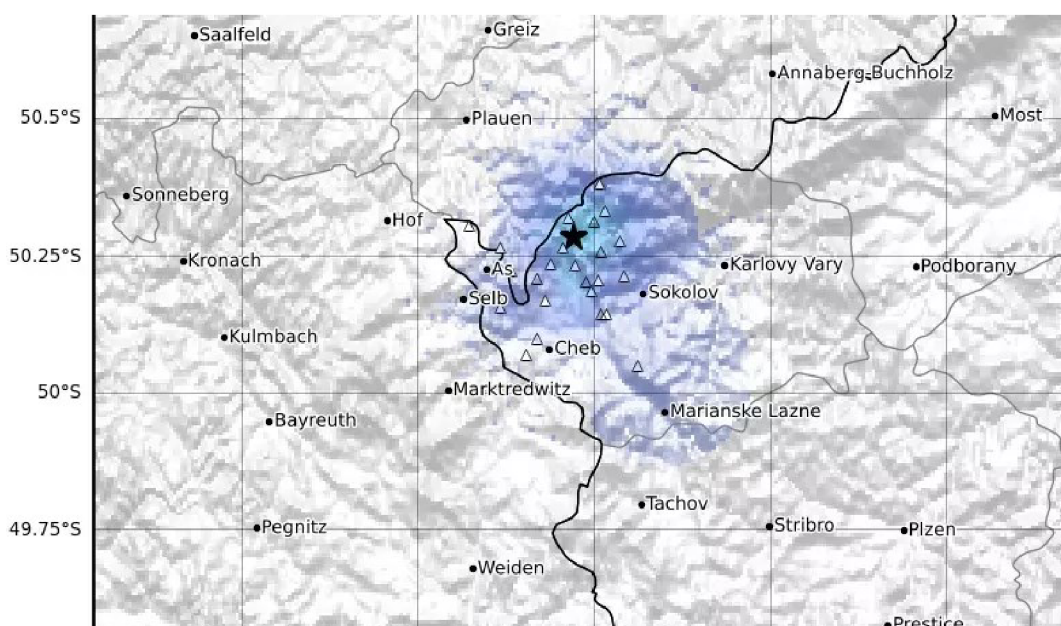 Greiz
Saalfeld
Annaberg-Buchholz
50.5°S
Plauen
Most
Sonneberg
Hof
50.25°S
Kronach
As
Karlovy Vary
Podborany
Selb
Sokolov
Kulmbach
Cheb
50°S
Marktredwitz
Marianske Lazne
Bayreuth
Tachov
49.75°S
Pegnitz
Stribro
Plzen
Weiden
Prestice